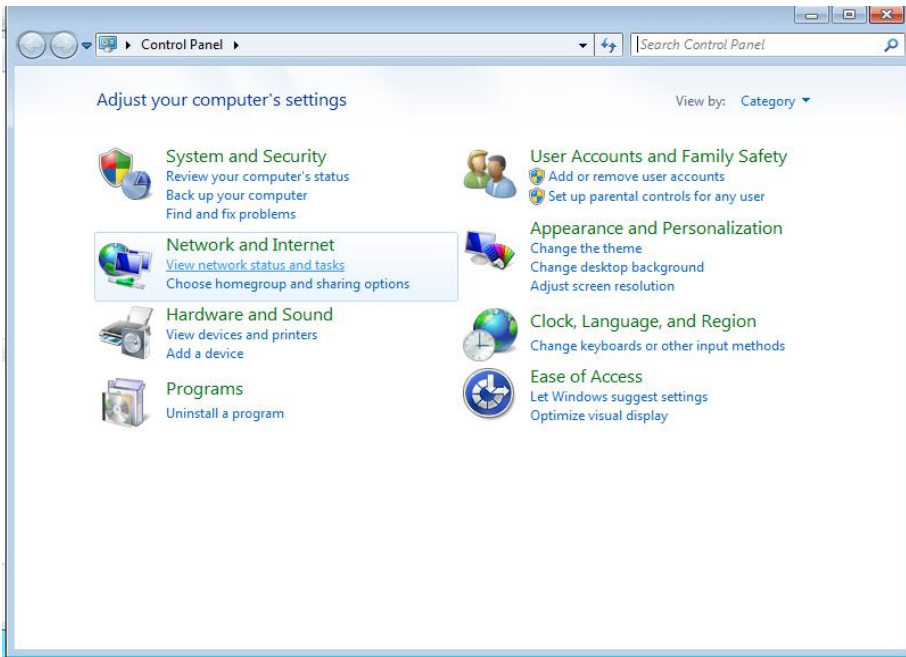 Control Panel
Search Control Panel
Adjust your computer's settings
View by: Category
System and Security
Review your computer's status
Back up your computer
Find and fix problems
Network and Internet
View network status and tasks
Choose homegroup and sharing options
Hardware and Sound
View devices and printers
Add a device
Programs
Uninstall a program
User Accounts and Family Safety
Add or remove user accounts
Set up parental controls for any user
Appearance and Personalization
Change the theme
Change desktop background
Adjust screen resolution
Clock, Language, and Region
Change keyboards or other input methods
Ease of Access
Let Windows suggest settings
Optimize visual display